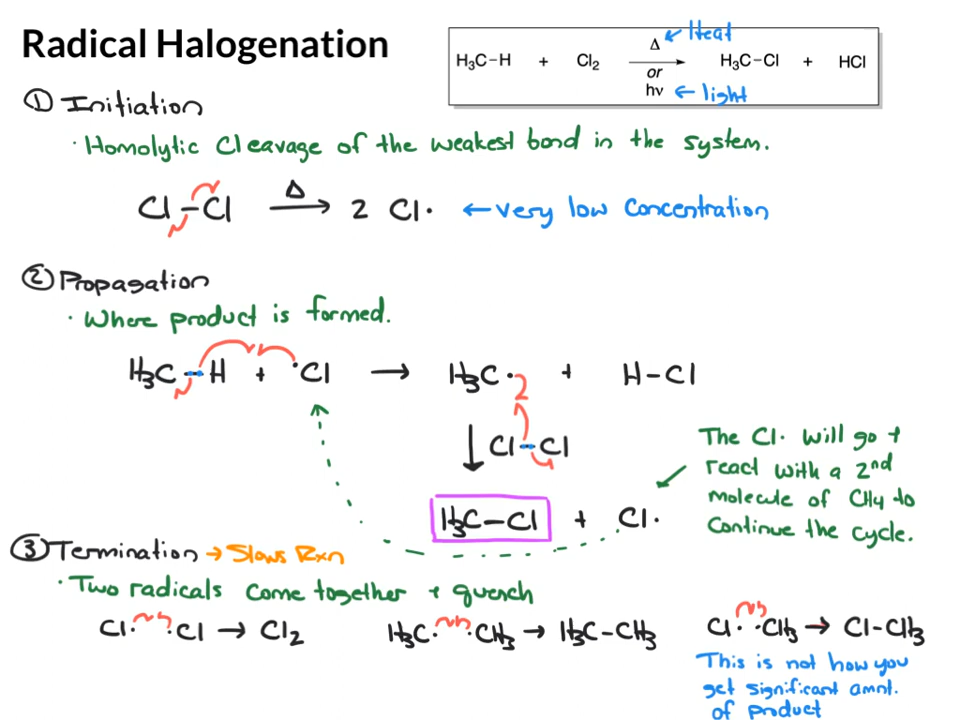 Radical Halogenation
Δ ← Heat
H₃C–H + Cl₂ → H₃C–Cl + HCl
or
hν ← light
① Initiation
· Homolytic Cleavage of the weakest bond in the system.
Cl–Cl Δ→ 2 Cl· ← very low concentration
② Propagation
· Where product is formed.
H₃C–H + ·Cl → H₃C· + H–Cl
↓ Cl–Cl
H₃C–Cl + Cl·
The Cl· will go +
react with a 2nd
molecule of CH₄ to
continue the cycle.
③ Termination → Slows Rxn
· Two radicals come together + quench
Cl· ·Cl → Cl₂ H₃C· ·CH₃ → H₃C–CH₃ Cl· ·CH₃ → Cl–CH₃
This is not how you
get significant amnt.
of product